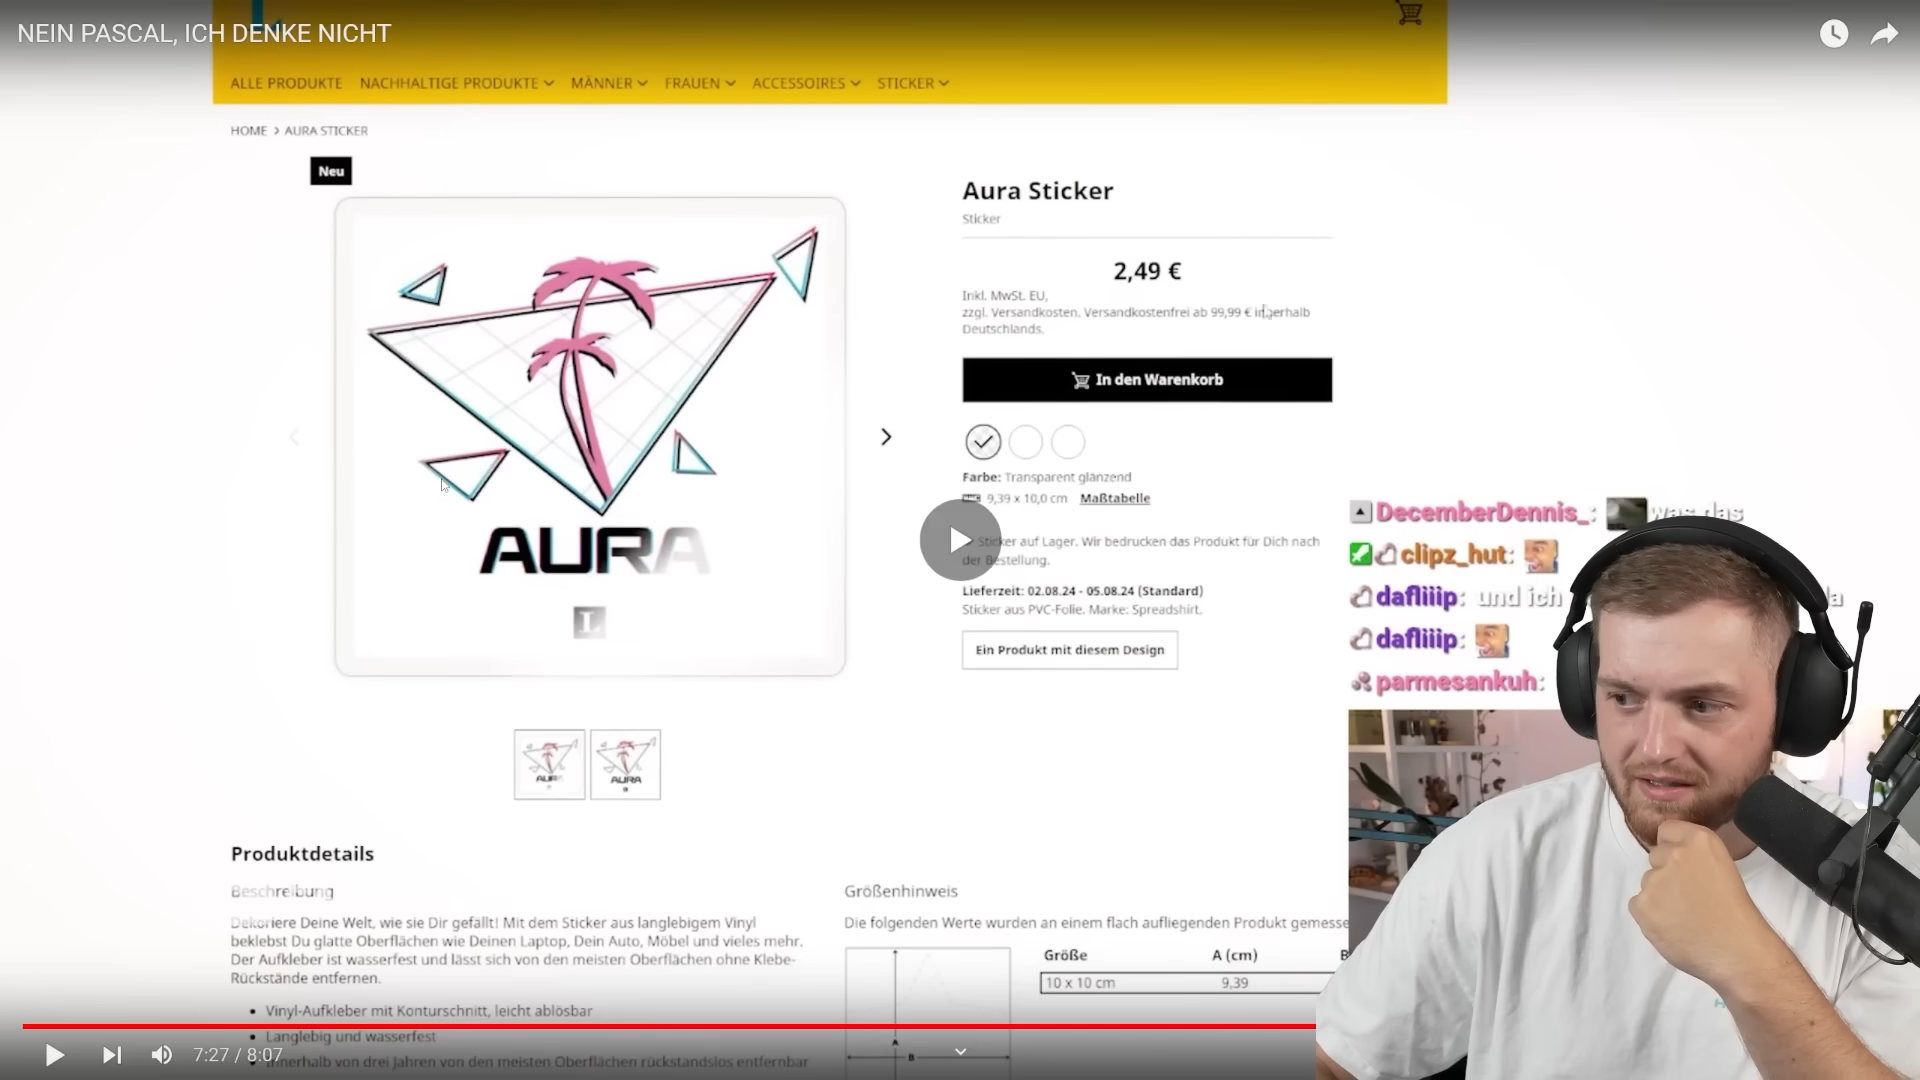 NEIN PASCAL, ICH DENKE NICHT
ALLE PRODUKTE NACHHALTIGE PRODUKTE MÄNNER FRAUEN ACCESSOIRES STICKER
HOME > AURA STICKER
Neu
AURA
L
Aura Sticker
Sticker
2,49 €
Inkl. MwSt. EU,
zzgl. Versandkosten. Versandkostenfrei ab 99,99 € innerhalb
Deutschlands.
In den Warenkorb
Farbe: Transparent glänzend
9,39 x 10,0 cm Maßtabelle
Sticker auf Lager. Wir bedrucken das Produkt für Dich nach
der Bestellung.
Lieferzeit: 02.08.24 - 05.08.24 (Standard)
Sticker aus PVC-Folie. Marke: Spreadshirt.
Ein Produkt mit diesem Design
DecemberDennis_: was das
clipz_hut:
dafliiip: und ich
dafliiip:
parmesankuh:
AURA
AURA
Produktdetails
Beschreibung
Dekoriere Deine Welt, wie sie Dir gefällt! Mit dem Sticker aus langlebigem Vinyl
beklebst Du glatte Oberflächen wie Deinen Laptop, Dein Auto, Möbel und vieles mehr.
Der Aufkleber ist wasserfest und lässt sich von den meisten Oberflächen ohne Klebe-
Rückstände entfernen.
• Vinyl-Aufkleber mit Konturschnitt, leicht ablösbar
• Langlebig und wasserfest
• Innerhalb von drei Jahren von den meisten Oberflächen rückstandslos entfernbar
Größenhinweis
Die folgenden Werte wurden an einem flach aufliegenden Produkt gemesse
Größe A (cm) B
10 x 10 cm 9,39
A
B
7:27 / 8:07